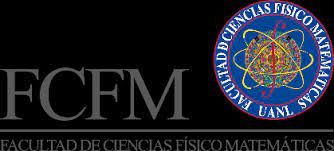 FACULTAD DE CIENCIAS FÍSICO MATEMÁTICAS
UANL
FCFM
FACULTAD DE CIENCIAS FÍSICO MATEMÁTICAS